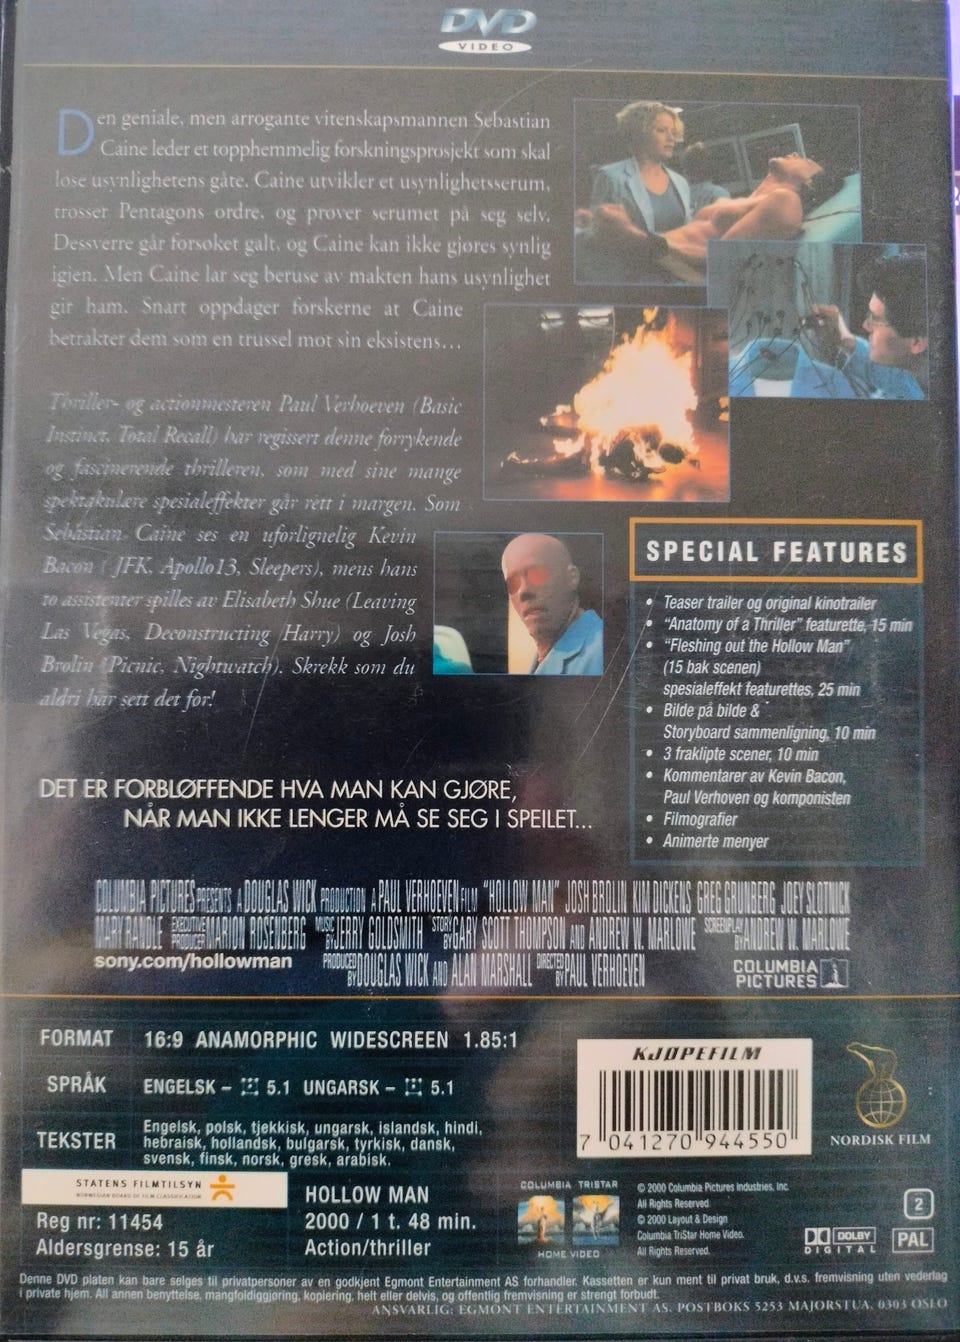 DVD
VIDEO
Den geniale, men arrogante vitenskapsmannen Sebastian
Caine leder et topphemmelig forskningsprosjekt som skal
løse usynlighetens gåte. Caine utvikler et usynlighetsserum,
trosser Pentagons ordre, og prøver serumet på seg selv.
Dessverre går forsøket galt, og Caine kan ikke gjøres synlig
igjen. Men Caine lar seg beruse av makten hans usynlighet
gir ham. Snart oppdager forskerne at Caine
betrakter dem som en trussel mot sin eksistens...
Thriller- og actionmesteren Paul Verhoeven (Basic
Instinct, Total Recall) har regissert denne forrykende
og fascinerende thrilleren, som med sine mange
spektakulære spesialeffekter går rett i margen. Som
Sebastian Caine ses en uforlignelig Kevin
Bacon ( JFK, Apollo13, Sleepers), mens hans
to assistenter spilles av Elisabeth Shue (Leaving
Las Vegas, Deconstructing Harry) og Josh
Brolin (Picnic, Nightwatch). Skrekk som du
aldri har sett det før!
SPECIAL FEATURES
• Teaser trailer og original kinotrailer
• "Anatomy of a Thriller" featurette, 15 min
• "Fleshing out the Hollow Man"
(15 bak scenen)
spesialeffekt featurettes, 25 min
• Bilde på bilde &
Storyboard sammenligning, 10 min
• 3 fraklipte scener, 10 min
• Kommentarer av Kevin Bacon,
Paul Verhoven og komponisten
• Filmografier
• Animerte menyer
DET ER FORBLØFFENDE HVA MAN KAN GJØRE,
NÅR MAN IKKE LENGER MÅ SE SEG I SPEILET...
COLUMBIA PICTURES PRESENTS A DOUGLAS WICK PRODUCTION A PAUL VERHOEVEN FILM "HOLLOW MAN" JOSH BROLIN KIM DICKENS GREG GRUNBERG JOEY SLOTNICK
MARY RANDLE EXECUTIVE PRODUCER MARION ROSENBERG MUSIC BY JERRY GOLDSMITH STORY BY GARY SCOTT THOMPSON AND ANDREW W. MARLOWE SCREENPLAY BY ANDREW W. MARLOWE
sony.com/hollowman PRODUCED BY DOUGLAS WICK AND ALAN MARSHALL DIRECTED BY PAUL VERHOEVEN
COLUMBIA
PICTURES
FORMAT 16:9 ANAMORPHIC WIDESCREEN 1.85:1
SPRÅK ENGELSK – 5.1 UNGARSK – 5.1
TEKSTER Engelsk, polsk, tjekkisk, ungarsk, islandsk, hindi,
hebraisk, hollandsk, bulgarsk, tyrkisk, dansk,
svensk, finsk, norsk, gresk, arabisk.
KJØPEFILM
7 041270 944550
NORDISK FILM
STATENS FILMTILSYN
NORWEGIAN BOARD OF FILM CLASSIFICATION
Reg nr: 11454
Aldersgrense: 15 år
HOLLOW MAN
2000 / 1 t. 48 min.
Action/thriller
COLUMBIA TRISTAR
HOME VIDEO
© 2000 Columbia Pictures Industries, Inc.
All Rights Reserved.
© 2000 Layout & Design
Columbia TriStar Home Video.
All Rights Reserved.
DOLBY
DIGITAL
2
PAL
Denne DVD platen kan bare selges til privatpersoner av en godkjent Egmont Entertainment AS forhandler. Kassetten er kun ment til privat bruk, d.v.s. fremvisning uten vederlag
i private hjem. All annen benyttelse, mangfoldiggjøring, kopiering, helt eller delvis, og offentlig fremvisning er strengt forbudt.
ANSVARLIG: EGMONT ENTERTAINMENT AS. POSTBOKS 5253 MAJORSTUA, 0303 OSLO